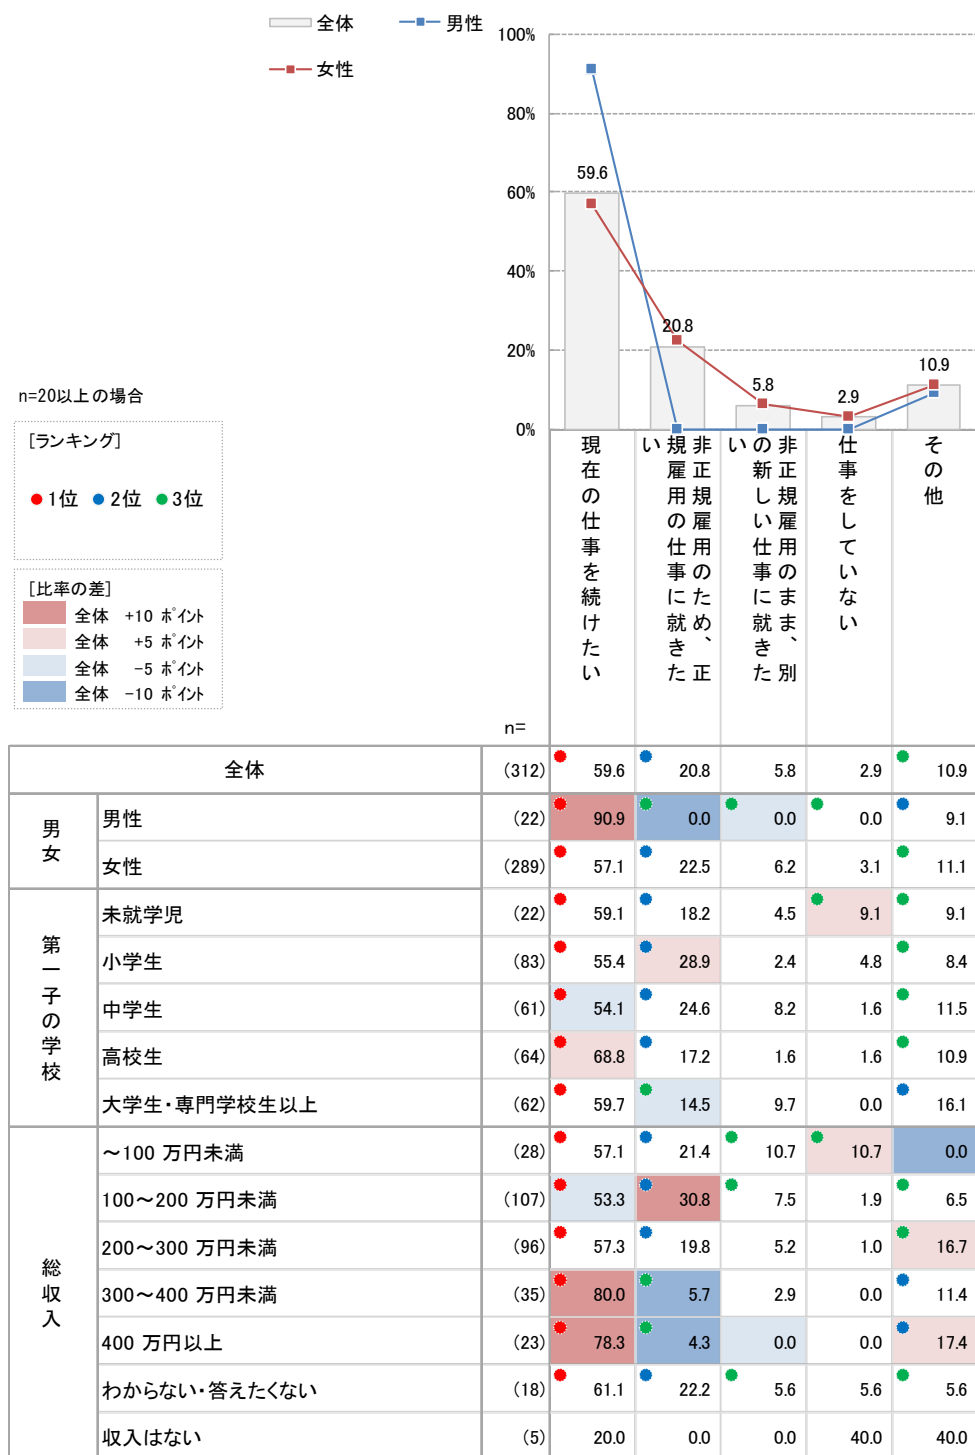 全体
男性
女性
100%
80%
60%
40%
20%
0%
59.6
20.8
5.8
2.9
10.9
n=20以上の場合
[ランキング]
1位 2位 3位
[比率の差]
全体 +10 ポイント
全体 +5 ポイント
全体 -5 ポイント
全体 -10 ポイント
現在の仕事を続けたい
非正規雇用のため、正
規雇用の仕事に就きた
い
非正規雇用のまま、別
の新しい仕事に就きた
い
仕事をしていない
その他
n=
全体 (312) 59.6 20.8 5.8 2.9 10.9
男女
男性 (22) 90.9 0.0 0.0 0.0 9.1
女性 (289) 57.1 22.5 6.2 3.1 11.1
第一子の学校
未就学児 (22) 59.1 18.2 4.5 9.1 9.1
小学生 (83) 55.4 28.9 2.4 4.8 8.4
中学生 (61) 54.1 24.6 8.2 1.6 11.5
高校生 (64) 68.8 17.2 1.6 1.6 10.9
大学生・専門学校生以上 (62) 59.7 14.5 9.7 0.0 16.1
総収入
～100 万円未満 (28) 57.1 21.4 10.7 10.7 0.0
100～200 万円未満 (107) 53.3 30.8 7.5 1.9 6.5
200～300 万円未満 (96) 57.3 19.8 5.2 1.0 16.7
300～400 万円未満 (35) 80.0 5.7 2.9 0.0 11.4
400 万円以上 (23) 78.3 4.3 0.0 0.0 17.4
わからない・答えたくない (18) 61.1 22.2 5.6 5.6 5.6
収入はない (5) 20.0 0.0 0.0 40.0 40.0